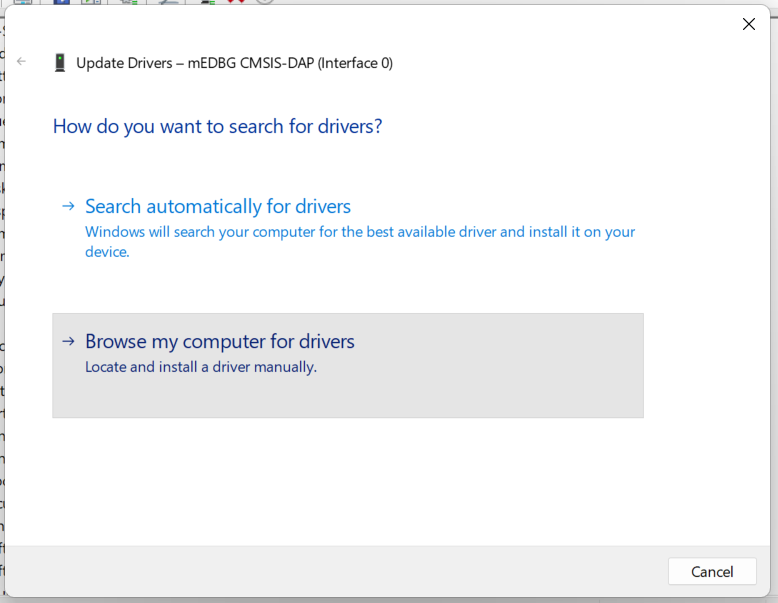 Update Drivers – mEDBG CMSIS-DAP (Interface 0)
How do you want to search for drivers?
→ Search automatically for drivers
Windows will search your computer for the best available driver and install it on your
device.
→ Browse my computer for drivers
Locate and install a driver manually.
Cancel